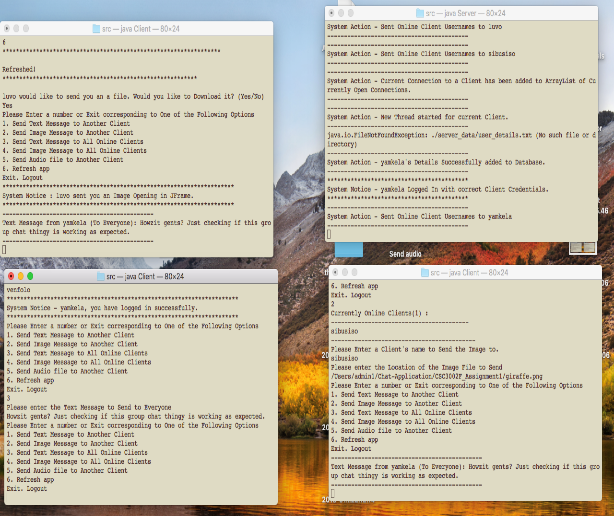 src — java Client — 80×24
6
*****************************************************************
Refreshed)
**********************************************************
luvo would like to send you an a file. Would you like to Download it? (Yes/No)
Yes
Please Enter a number or Exit corresponding to One of the Following Options
1. Send Text Message to Another Client
2. Send Image Message to Another Client
3. Send Text Message to All Online Clients
4. Send Image Message to All Online Clients
5. Send Audio file to Another Client
6. Refresh app
Exit. Logout
*********************************************************************
System Notice : luvo sent you an Image Opening in JFrame.
*********************************************************************
---------------------------------------------
Text Message from yamkela (To Everyone): Howzit gents? Just checking if this gro
up chat thingy is working as expected.
---------------------------------------------
src — java Server — 80×24
System Action - Sent Online Client Usernames to luvo
------------------------------------------
------------------------------------------
System Action - Sent Online Client Usernames to sibusiso
------------------------------------------
------------------------------------------
System Action - Current Connection to a Client has been added to ArrayList of Cu
rrently Open Connections.
------------------------------------------
------------------------------------------
System Action - New Thread started for current Client.
------------------------------------------
java.io.FileNotFoundException: ./server_data/user_details.txt (No such file or d
irectory)
------------------------------------------
System Action - yamkela's Details Successfully added to Database.
------------------------------------------
******************************************
System Notice - yamkela Logged In with correct Client Credentials.
******************************************
------------------------------------------
System Action - Sent Online Client Usernames to yamkela
------------------------------------------
Send audio
src — java Client — 80×24
venfolo
*********************************************************************
System Notice - yamkela, you have logged in successfully.
*********************************************************************
Please Enter a number or Exit corresponding to One of the Following Options
1. Send Text Message to Another Client
2. Send Image Message to Another Client
3. Send Text Message to All Online Clients
4. Send Image Message to All Online Clients
5. Send Audio file to Another Client
6. Refresh app
Exit. Logout
3
Please enter the Text Message to Send to Everyone
Howzit gents? Just checking if this group chat thingy is working as expected.
Please Enter a number or Exit corresponding to One of the Following Options
1. Send Text Message to Another Client
2. Send Image Message to Another Client
3. Send Text Message to All Online Clients
4. Send Image Message to All Online Clients
5. Send Audio file to Another Client
6. Refresh app
Exit. Logout
src — java Client — 80×24
6. Refresh app
Exit. Logout
2
Currently Online Clients(1) :
-----------------------------------------
sibusiso
-------------------------------------------
Please Enter a Client's name to Send the Image to.
sibusiso
Please enter the Location of the Image File to Send
/Users/admin1/Chat-Application/CSC3002F_Assignment1/giraffe.png
Please Enter a number or Exit corresponding to One of the Following Options
1. Send Text Message to Another Client
2. Send Image Message to Another Client
3. Send Text Message to All Online Clients
4. Send Image Message to All Online Clients
5. Send Audio file to Another Client
6. Refresh app
Exit. Logout
---------------------------------------------
Text Message from yamkela (To Everyone): Howzit gents? Just checking if this gro
up chat thingy is working as expected.
---------------------------------------------